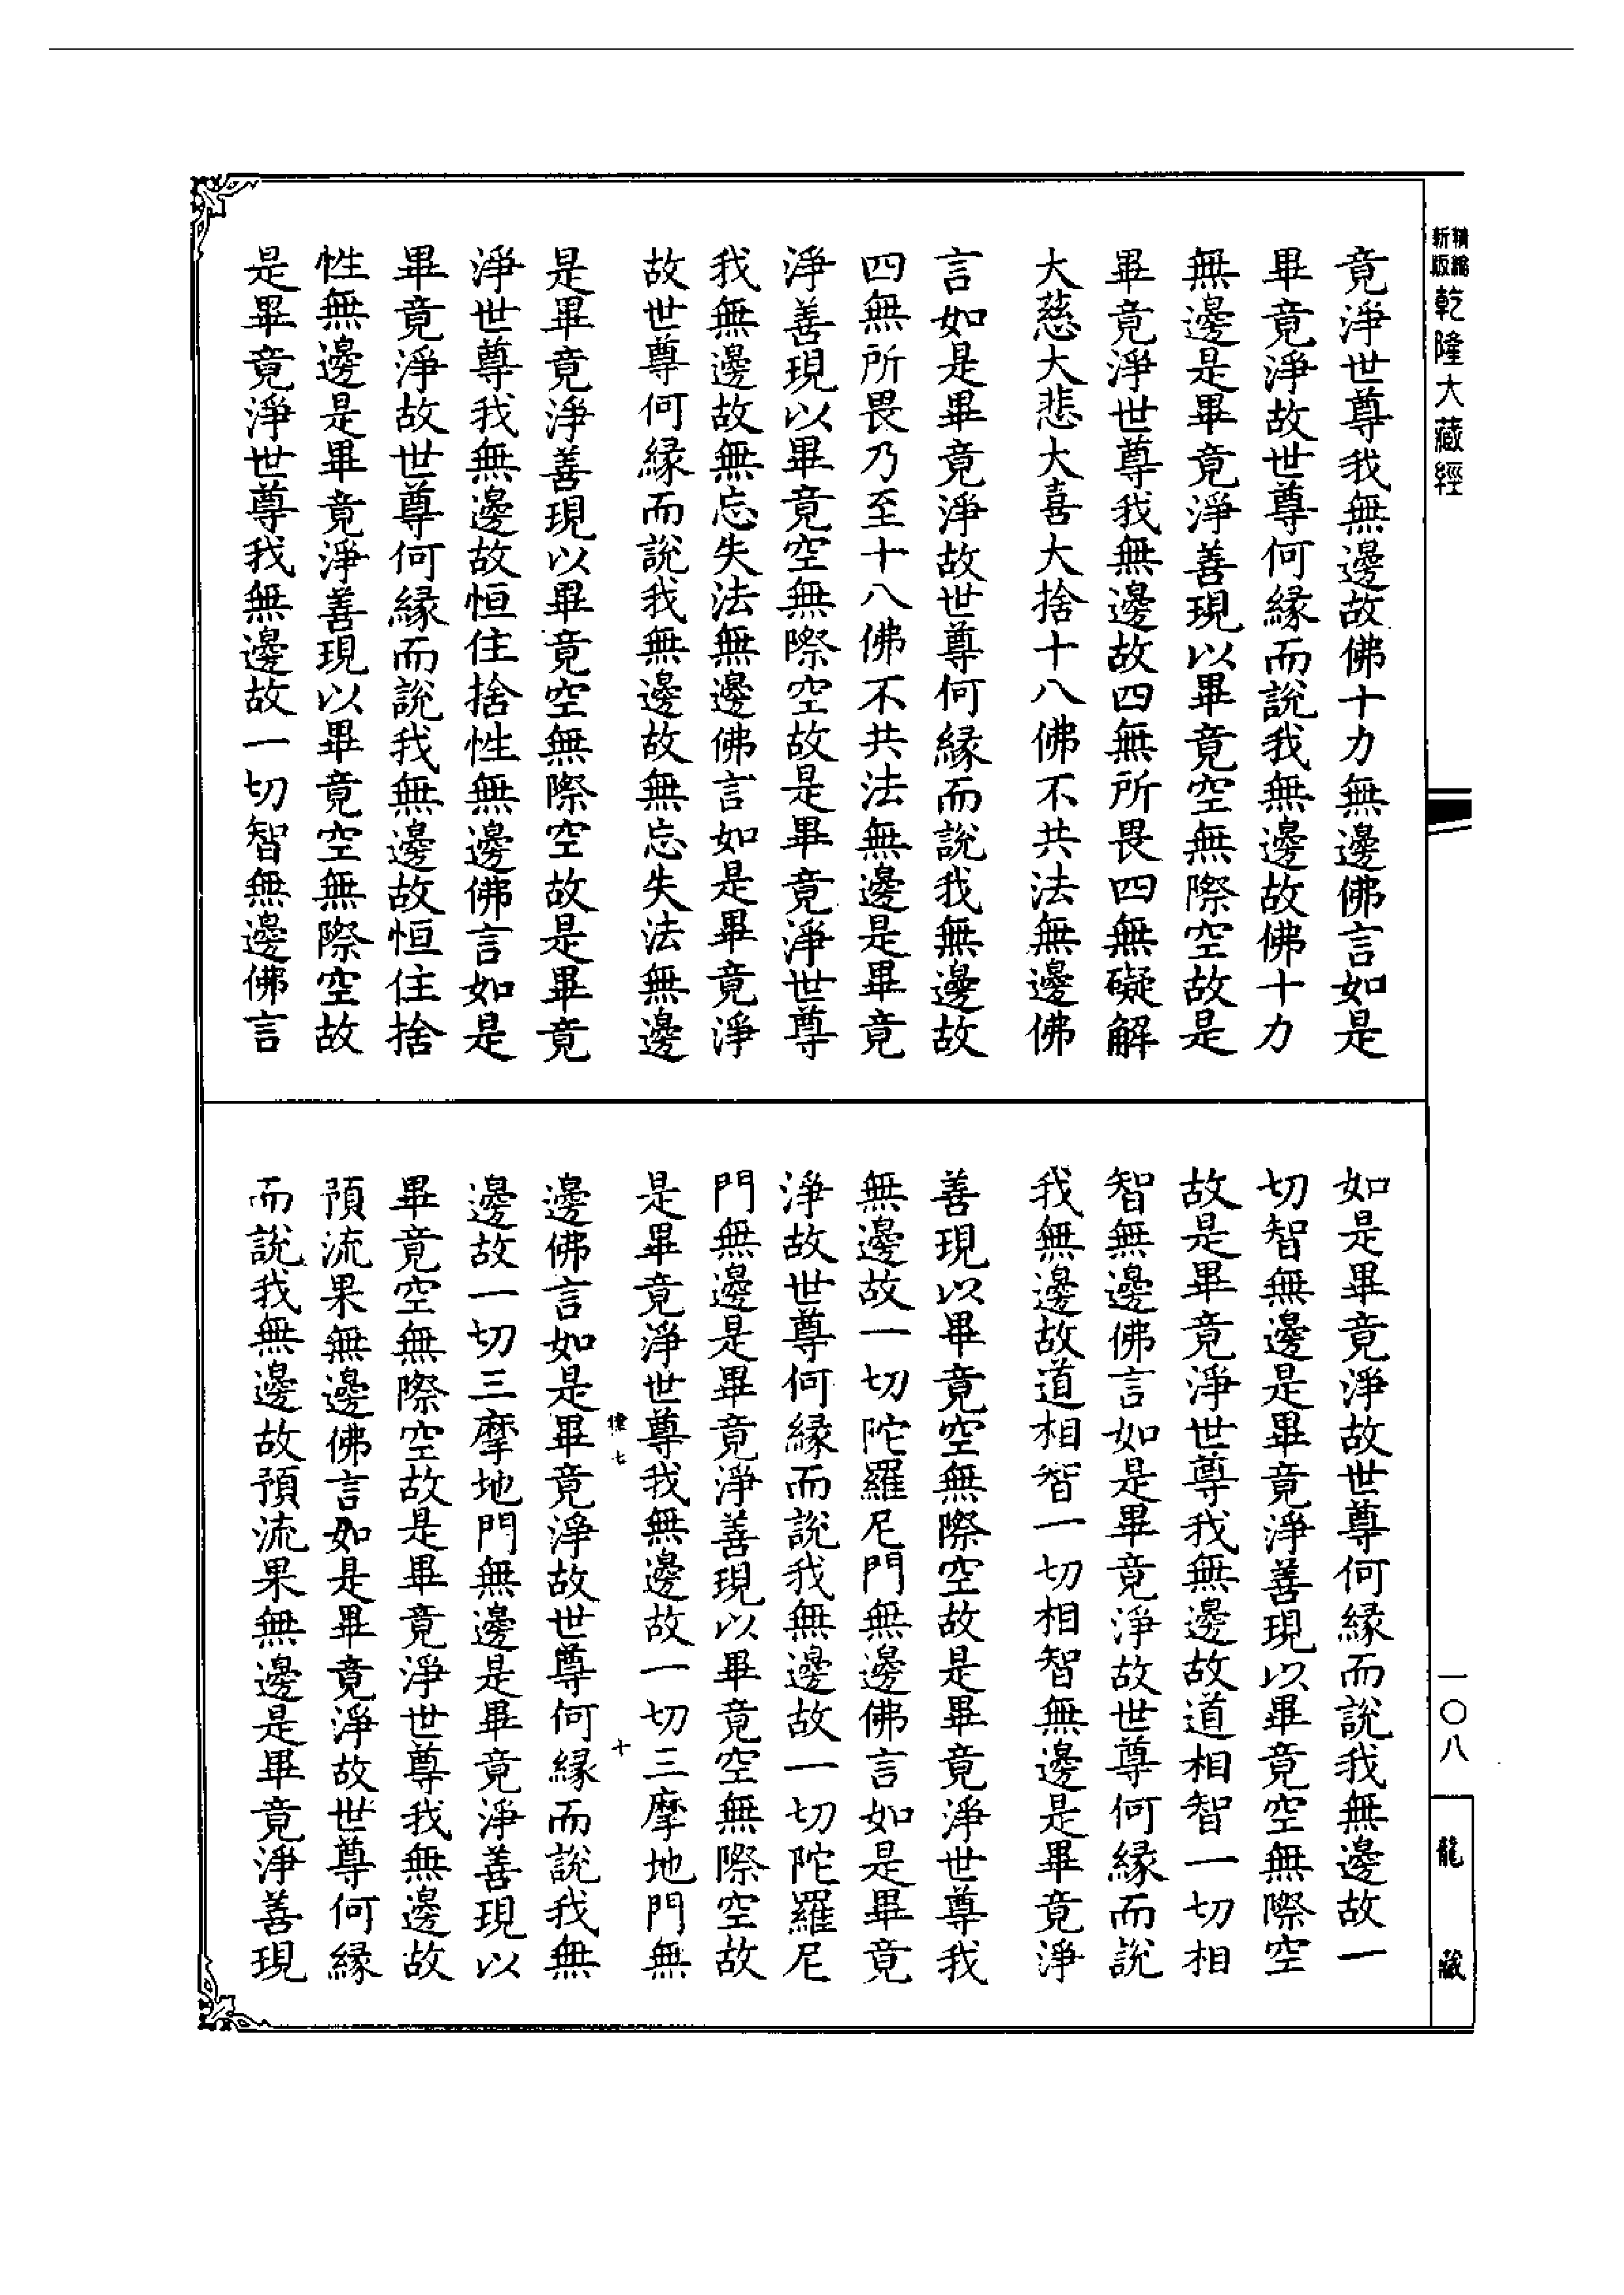 精縮
新版
乾隆大藏經
竟淨世尊我無邊故佛十力無邊佛言如是
畢竟淨故世尊何緣而說我無邊故佛十力
無邊是畢竟淨善現以畢竟空無際空故是
畢竟淨世尊我無邊故四無所畏四無礙解
大慈大悲大喜大捨十八佛不共法無邊佛
言如是畢竟淨故世尊何緣而說我無邊故
四無所畏乃至十八佛不共法無邊是畢竟
淨善現以畢竟空無際空故是畢竟淨世尊
我無邊故無忘失法無邊佛言如是畢竟淨
故世尊何緣而說我無邊故無忘失法無邊
是畢竟淨善現以畢竟空無際空故是畢竟
淨世尊我無邊故恒住捨性無邊佛言如是
畢竟淨故世尊何緣而說我無邊故恒住捨
性無邊是畢竟淨善現以畢竟空無際空故
是畢竟淨世尊我無邊故一切智無邊佛言
如是畢竟淨故世尊何緣而說我無邊故一
切智無邊是畢竟淨善現以畢竟空無際空
故是畢竟淨世尊我無邊故道相智一切相
智無邊佛言如是畢竟淨故世尊何緣而說
我無邊故道相智一切相智無邊是畢竟淨
善現以畢竟空無際空故是畢竟淨世尊我
無邊故一切陀羅尼門無邊佛言如是畢竟
淨故世尊何緣而說我無邊故一切陀羅尼
門無邊是畢竟淨善現以畢竟空無際空故
是畢竟淨世尊我無邊故一切三摩地門無
七 十
邊佛言如是畢竟淨故世尊何緣而說我無
邊故一切三摩地門無邊是畢竟淨善現以
畢竟空無際空故是畢竟淨世尊我無邊故
預流果無邊佛言如是畢竟淨故世尊何緣
而說我無邊故預流果無邊是畢竟淨善現
一〇八
龍藏